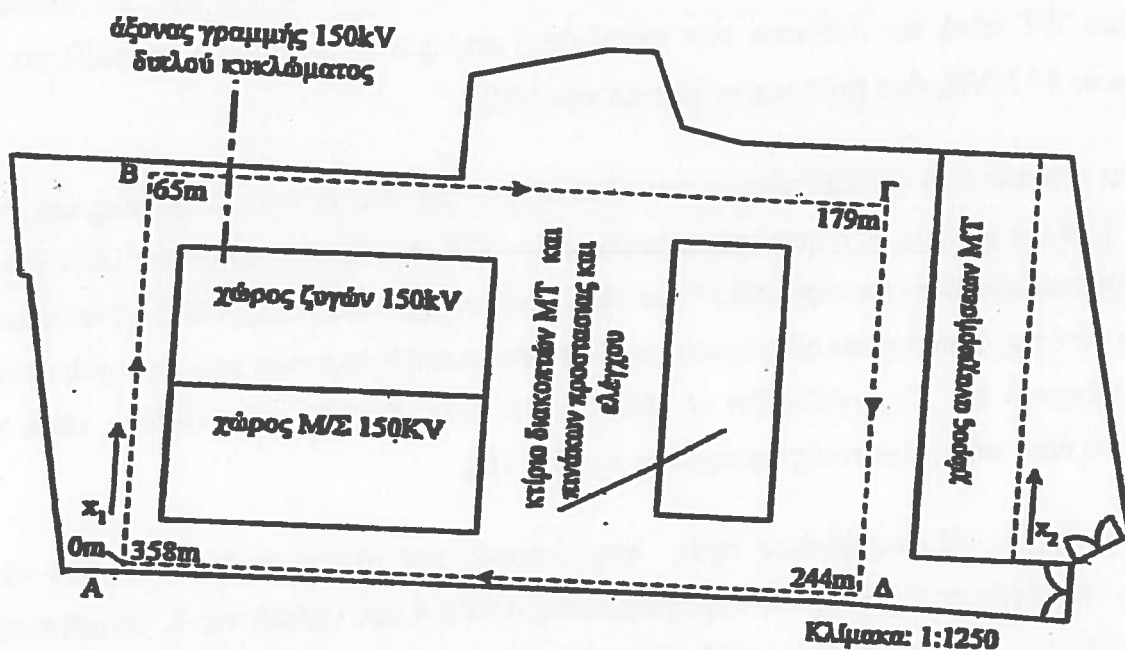 άξονας γραμμής 150kV
διπλού κυκλώματος
B
65m
Γ
179m
χώρος ζυγών 150kV
χώρος Μ/Σ 150KV
κτίριο διακοπτών ΜΤ και
πινάκων προστασιας και
ελέγχου
χώρος αναχωρήσεων ΜΤ
x1
x2
0m
358m
A
244m
Δ
Κλίμακα: 1:1250